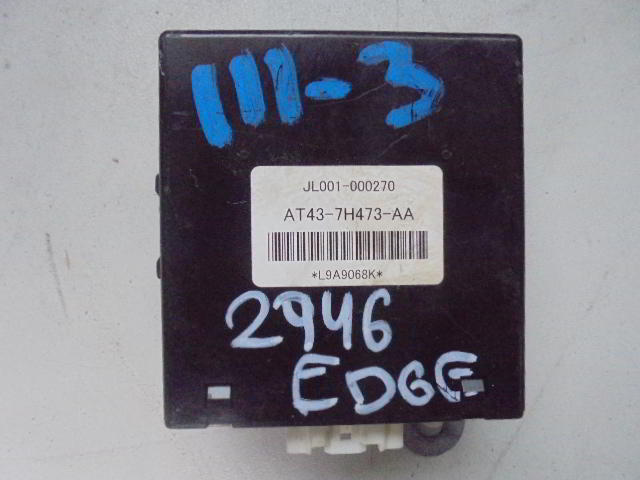 111-3
JL001-000270
AT43-7H473-AA
*L9A9068K*
2946
EDGE